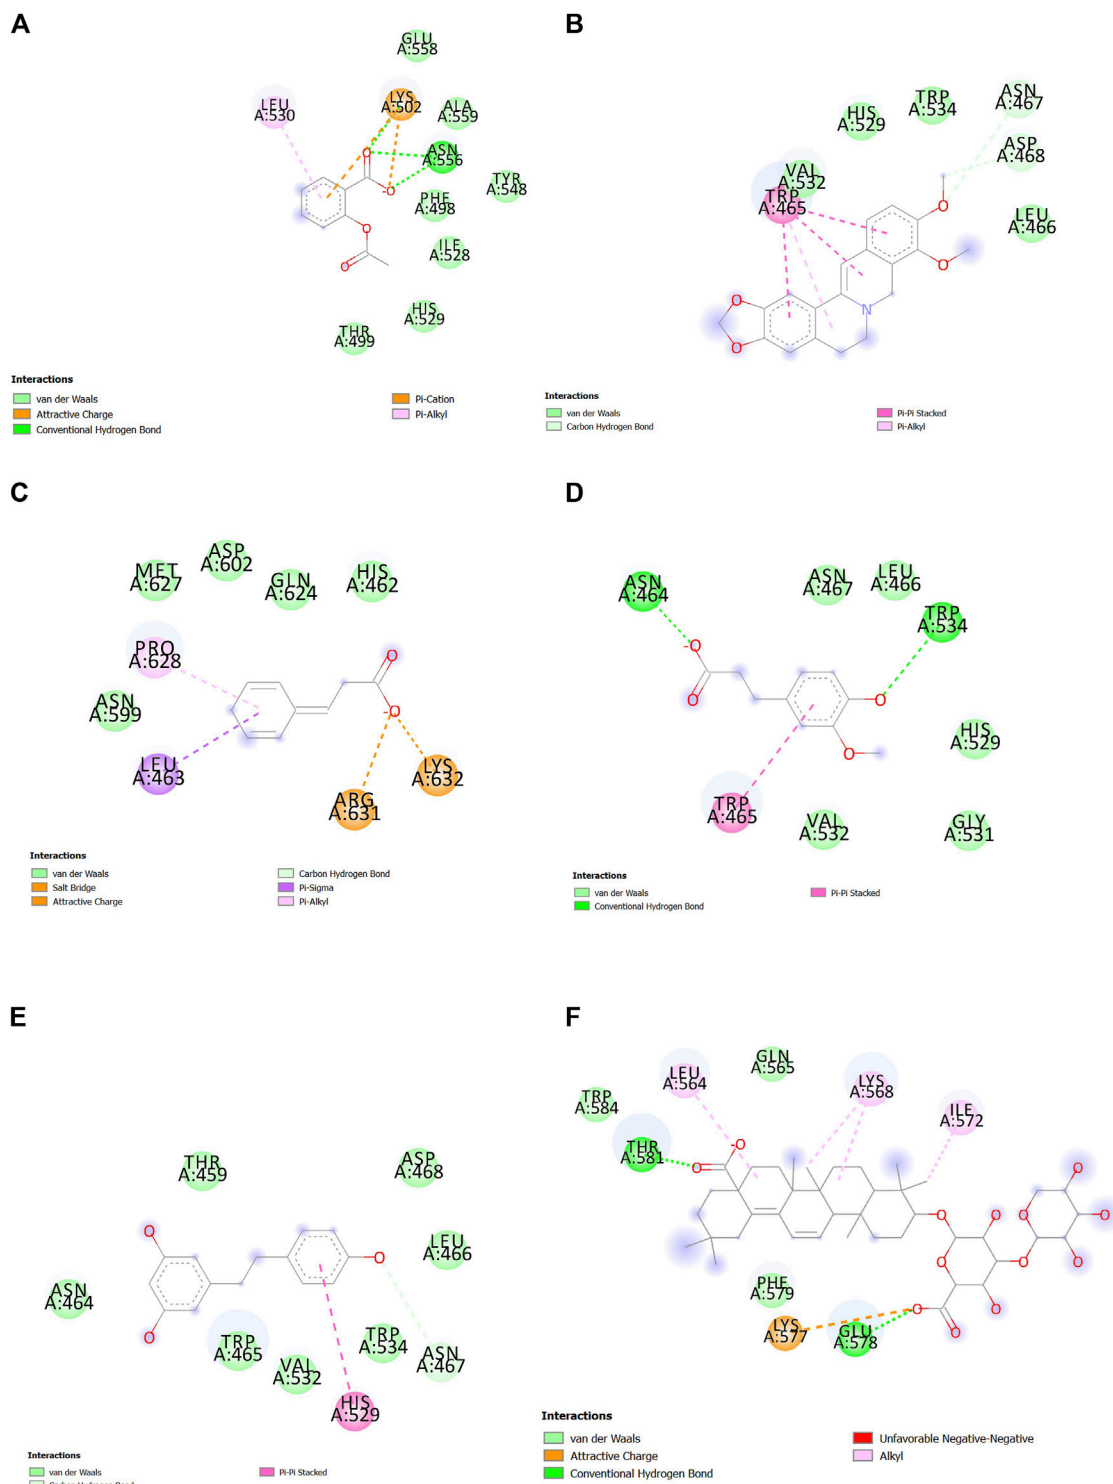 A
GLU
A:558
LYS
A:502
LEU
A:530
ALA
A:559
ASN
A:556
TYR
A:548
PHE
A:498
ILE
A:528
HIS
A:529
THR
A:499
O
O-
O
O
Interactions
van der Waals
Attractive Charge
Conventional Hydrogen Bond
Pi-Cation
Pi-Alkyl
B
HIS
A:529
TRP
A:534
ASN
A:467
ASP
A:468
VAL
A:532
TRP
A:465
LEU
A:466
O
O
O
O
N
Interactions
van der Waals
Carbon Hydrogen Bond
Pi-Pi Stacked
Pi-Alkyl
C
MET
A:627
ASP
A:602
GLN
A:624
HIS
A:462
PRO
A:628
ASN
A:599
LEU
A:463
ARG
A:631
LYS
A:632
O
-O
Interactions
van der Waals
Salt Bridge
Attractive Charge
Carbon Hydrogen Bond
Pi-Sigma
Pi-Alkyl
D
ASN
A:464
ASN
A:467
LEU
A:466
TRP
A:534
HIS
A:529
TRP
A:465
VAL
A:532
GLY
A:531
-O
O
O
O
Interactions
van der Waals
Conventional Hydrogen Bond
Pi-Pi Stacked
E
THR
A:459
ASP
A:468
LEU
A:466
ASN
A:464
TRP
A:465
VAL
A:532
TRP
A:534
ASN
A:467
HIS
A:529
O
O
O
Interactions
van der Waals
Carbon Hydrogen Bond
Pi-Pi Stacked
F
LEU
A:564
GLN
A:565
LYS
A:568
ILE
A:572
TRP
A:584
THR
A:581
PHE
A:579
LYS
A:577
GLU
A:578
-O
O
O
O
O
O
O
O
O
O
O
-O
O
Interactions
van der Waals
Attractive Charge
Conventional Hydrogen Bond
Unfavorable Negative-Negative
Alkyl